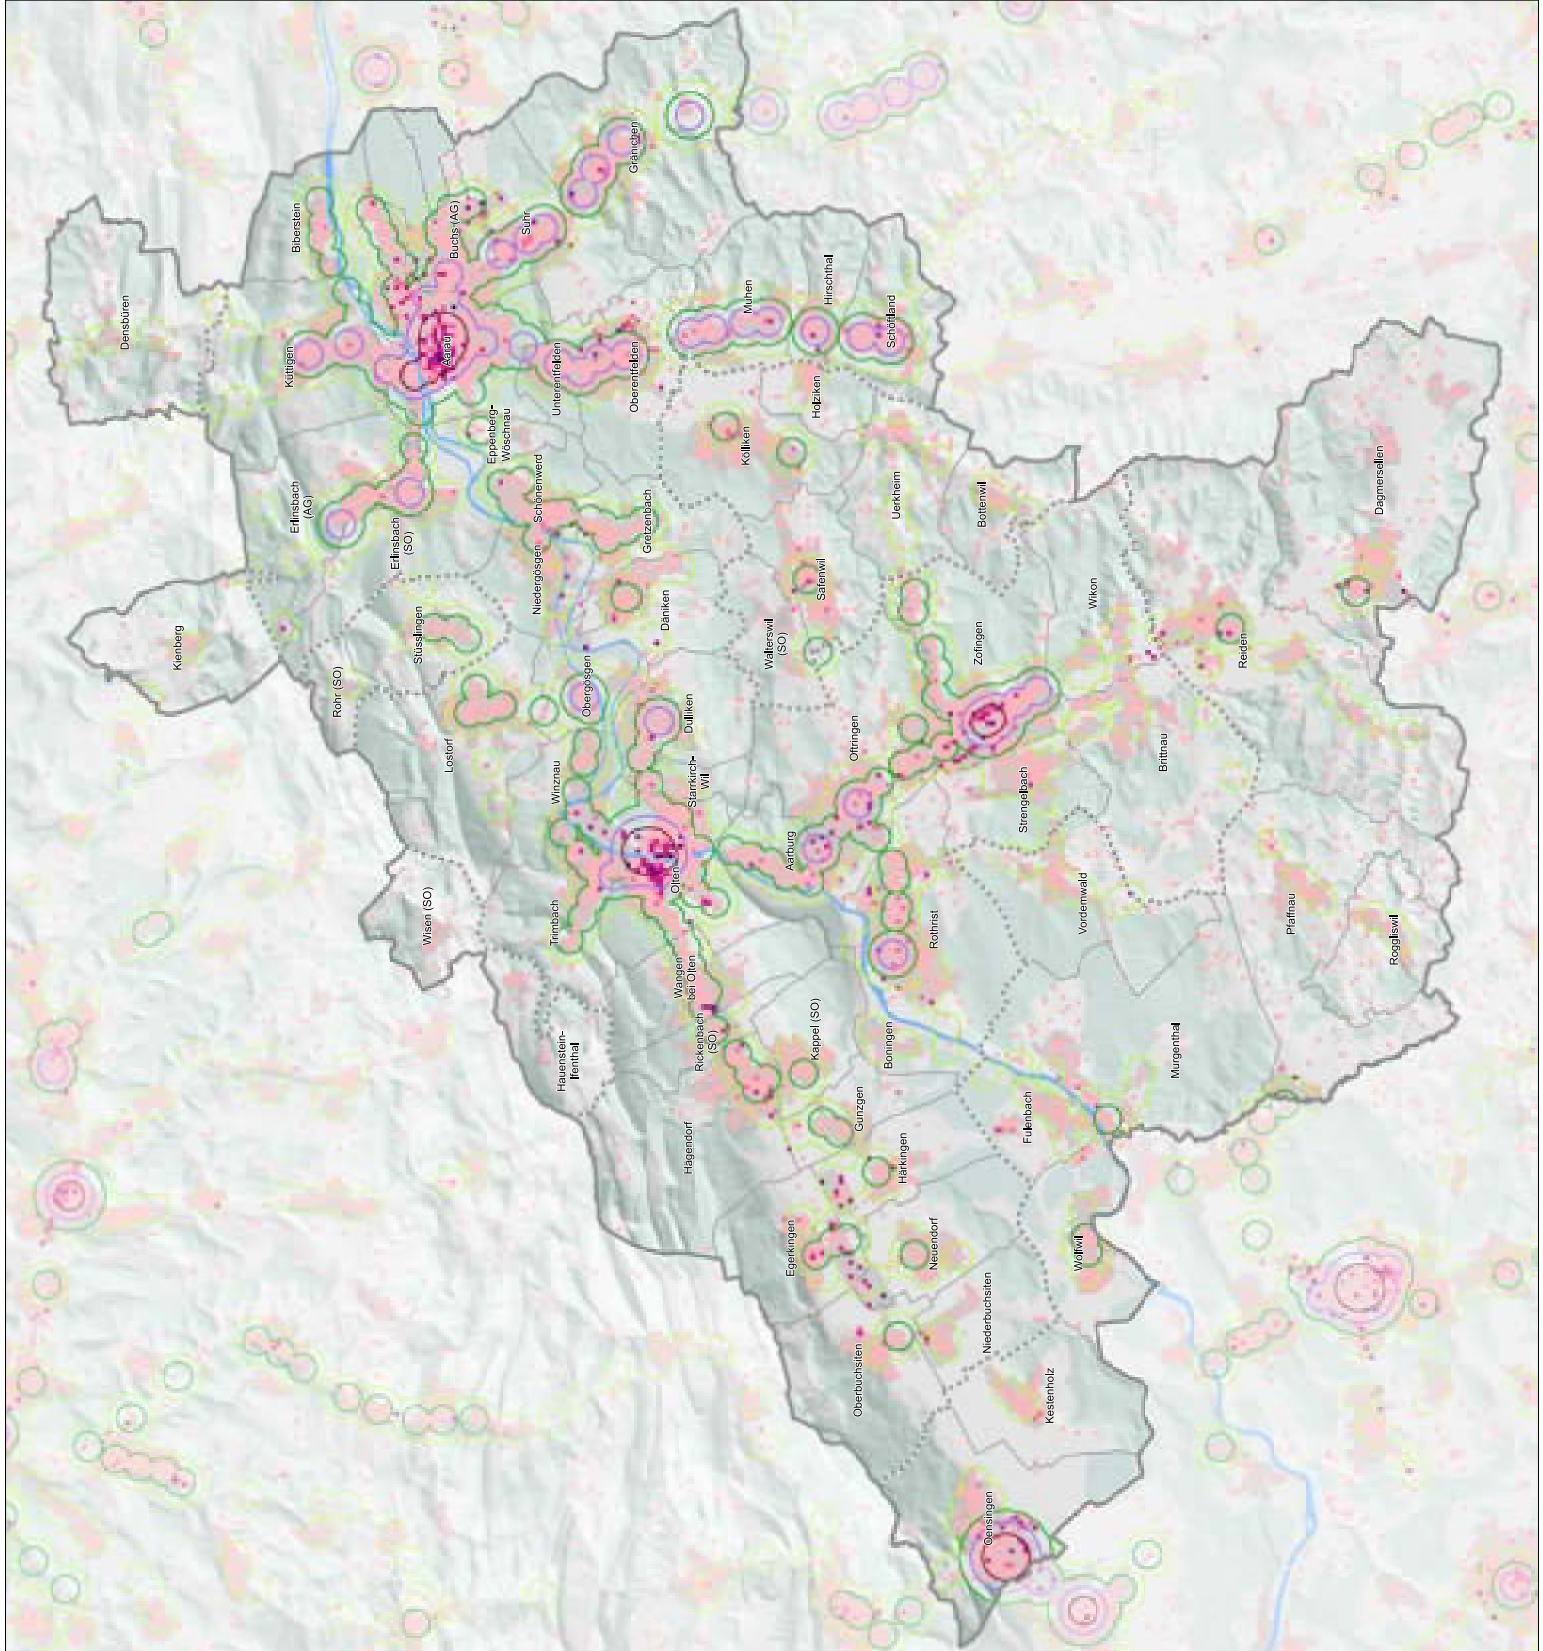 Densbüren
Biberstein
Küttigen
Buchs (AG)
Suhr
Gränichen
Aarau
Unterentfelden
Oberentfelden
Muhen
Hirschthal
Schöftland
Holziken
Kölliken
Eppenberg-
Wöschnau
Erlinsbach
(AG)
Erlinsbach
(SO)
Schönenwerd
Gretzenbach
Niedergösgen
Däniken
Uerkheim
Bottenwil
Safenwil
Walterswil
(SO)
Wikon
Zofingen
Reiden
Dagmersellen
Kienberg
Rohr (SO)
Stüsslingen
Lostorf
Obergösgen
Dulliken
Winznau
Starrkirch-
Wil
Oftringen
Aarburg
Strengelbach
Brittnau
Wisen (SO)
Trimbach
Olten
Wangen
bei Olten
Rickenbach
(SO)
Rothrist
Vordemwald
Pfaffnau
Roggliswil
Hauenstein-
Ifenthal
Kappel (SO)
Boningen
Murgenthal
Hägendorf
Gunzgen
Härkingen
Fulenbach
Egerkingen
Neuendorf
Wolfwil
Niederbuchsiten
Oberbuchsiten
Kestenholz
Oensingen